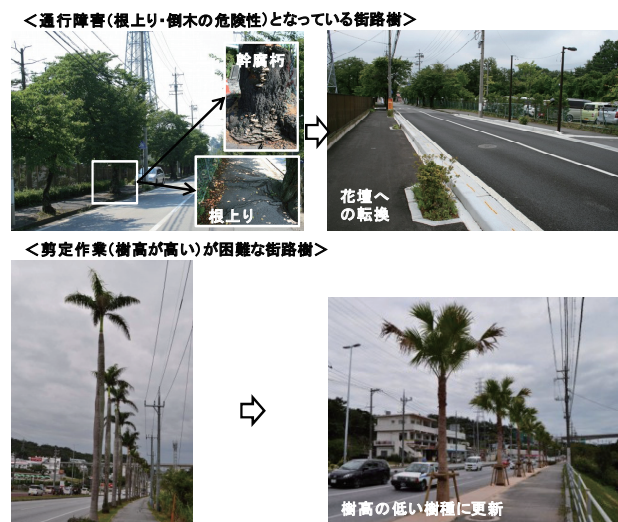 ＜通行障害（根上り・倒木の危険性）となっている街路樹＞
幹腐朽
根上り
花壇へ
の転換
＜剪定作業（樹高が高い）が困難な街路樹＞
樹高の低い樹種に更新